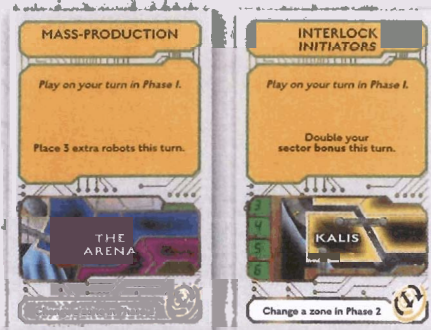 MASS-PRODUCTION
Play on your turn in Phase I.
Place 3 extra robots this turn.
THE
ARENA
INTERLOCK
INITIATORS
Play on your turn in Phase I.
Double your
sector bonus this turn.
3
4
5
6
KALIS
Change a zone in Phase 2